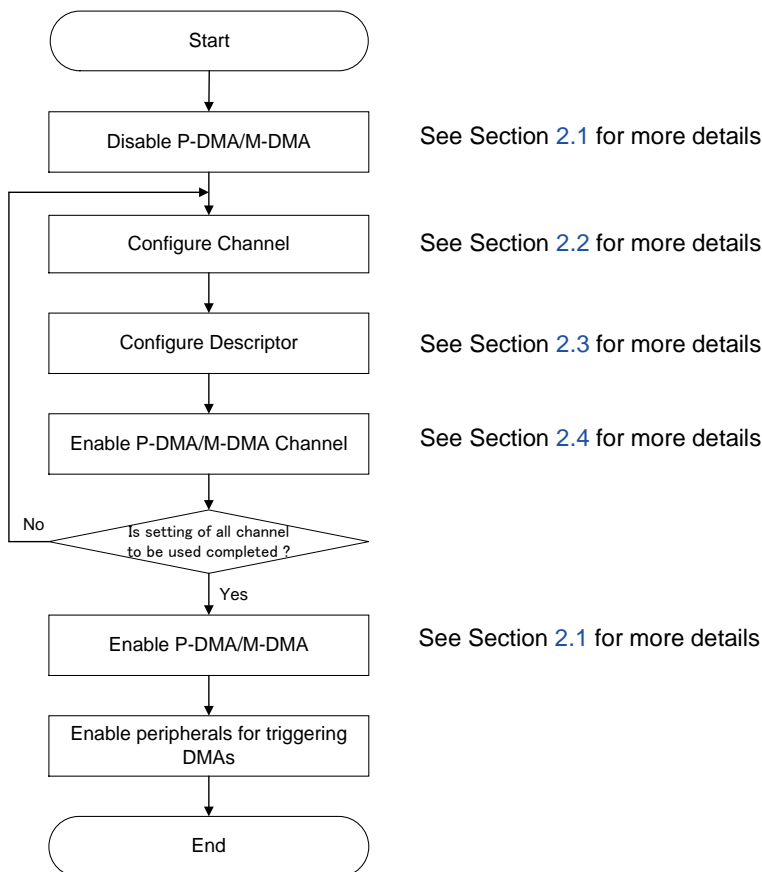 Start
Disable P-DMA/M-DMA
See Section 2.1 for more details
Configure Channel
See Section 2.2 for more details
Configure Descriptor
See Section 2.3 for more details
Enable P-DMA/M-DMA Channel
See Section 2.4 for more details
No
Is setting of all channel
to be used completed ?
Yes
Enable P-DMA/M-DMA
See Section 2.1 for more details
Enable peripherals for triggering
DMAs
End